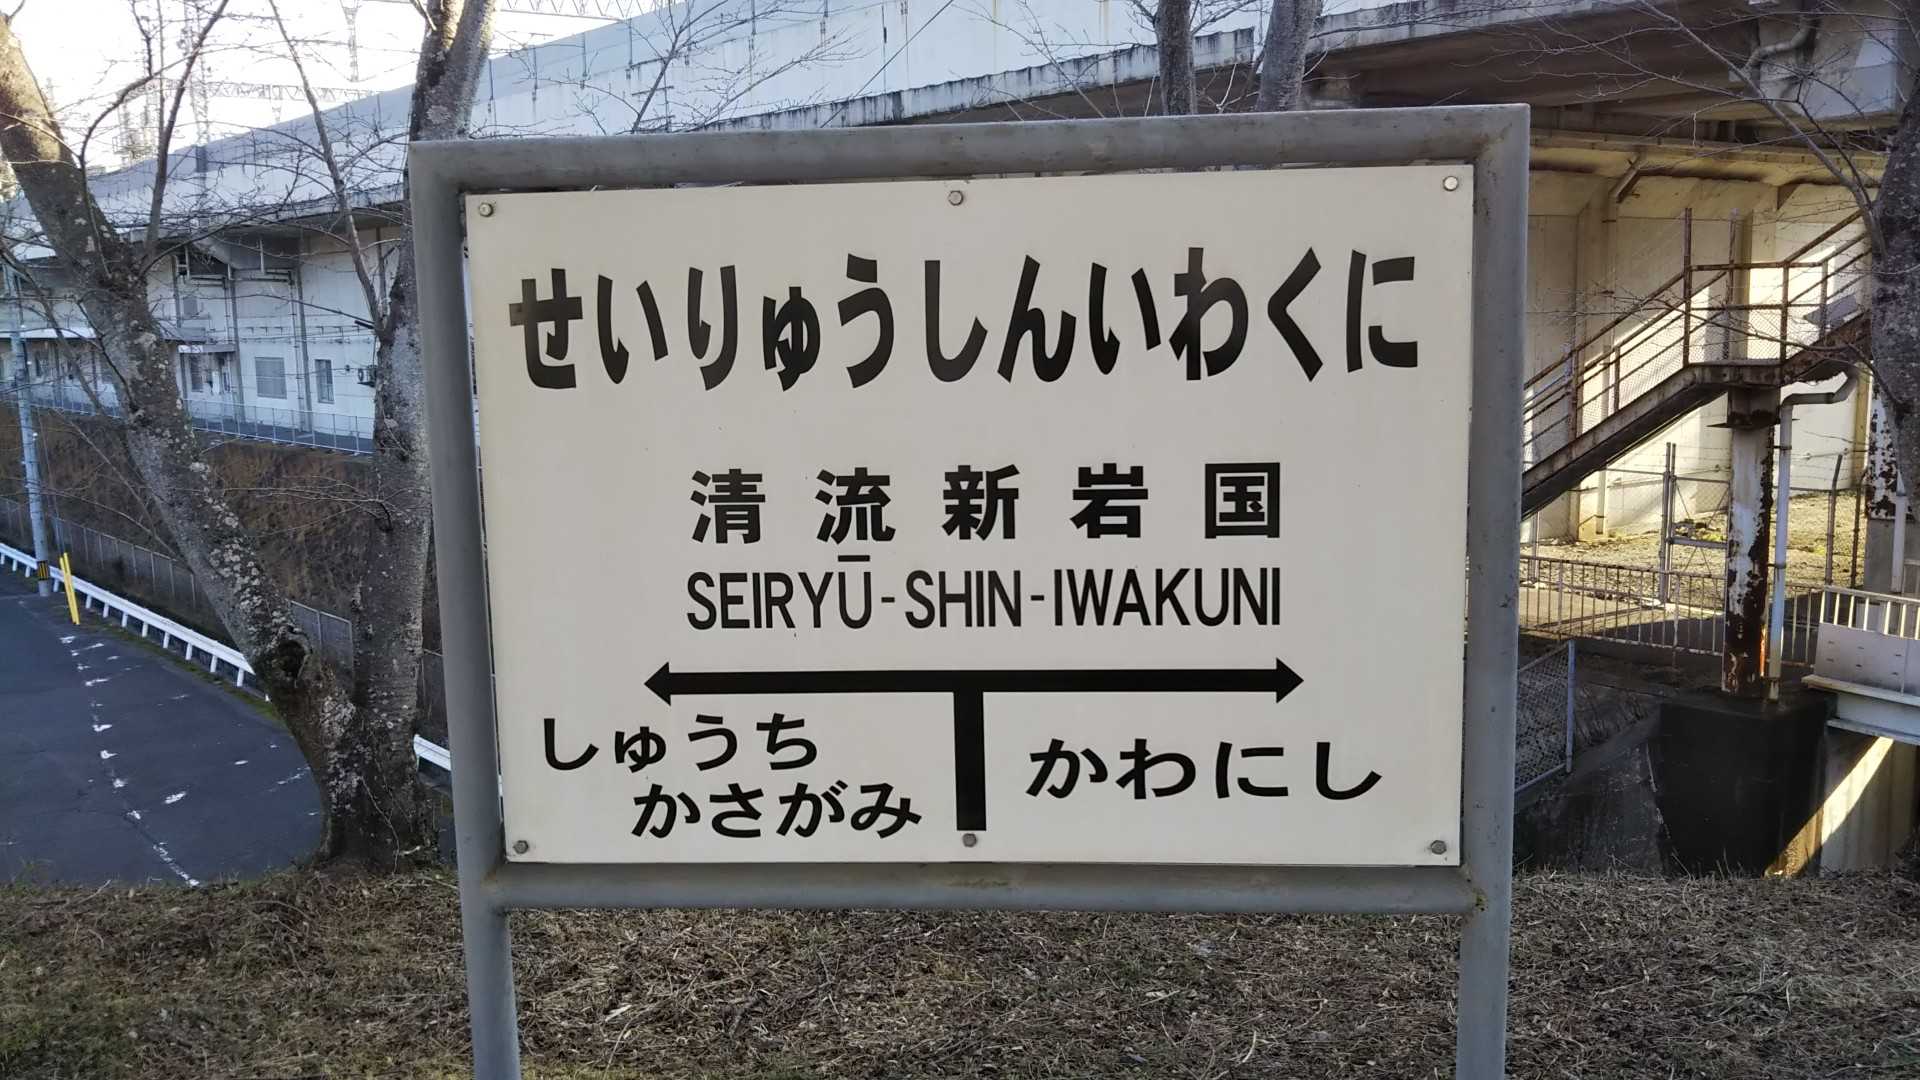 せいりゅうしんいわくに
清流新岩国
SEIRYŪ-SHIN-IWAKUNI
しゅうち
かさがみ
かわにし